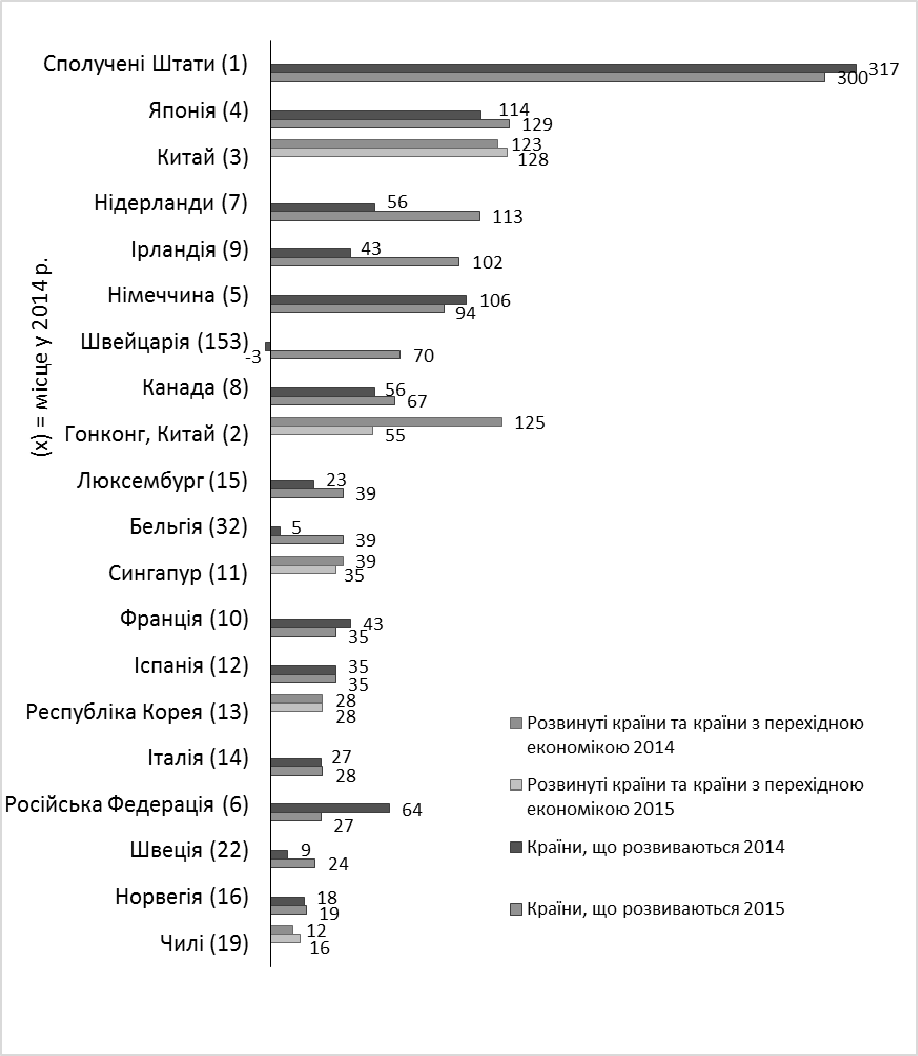 (x) = місце у 2014 р.
Сполучені Штати (1)
317
300
Японія (4)
114
129
Китай (3)
123
128
Нідерланди (7)
56
113
Ірландія (9)
43
102
Німеччина (5)
106
94
Швейцарія (153)
-3
70
Канада (8)
56
67
Гонконг, Китай (2)
125
55
Люксембург (15)
23
39
Бельгія (32)
5
39
Сингапур (11)
39
35
Франція (10)
43
35
Іспанія (12)
35
35
Республіка Корея (13)
28
28
Італія (14)
27
28
Російська Федерація (6)
64
27
Швеція (22)
9
24
Норвегія (16)
18
19
Чилі (19)
12
16
Розвинуті країни та країни з перехідною
економікою 2014
Розвинуті країни та країни з перехідною
економікою 2015
Країни, що розвиваються 2014
Країни, що розвиваються 2015